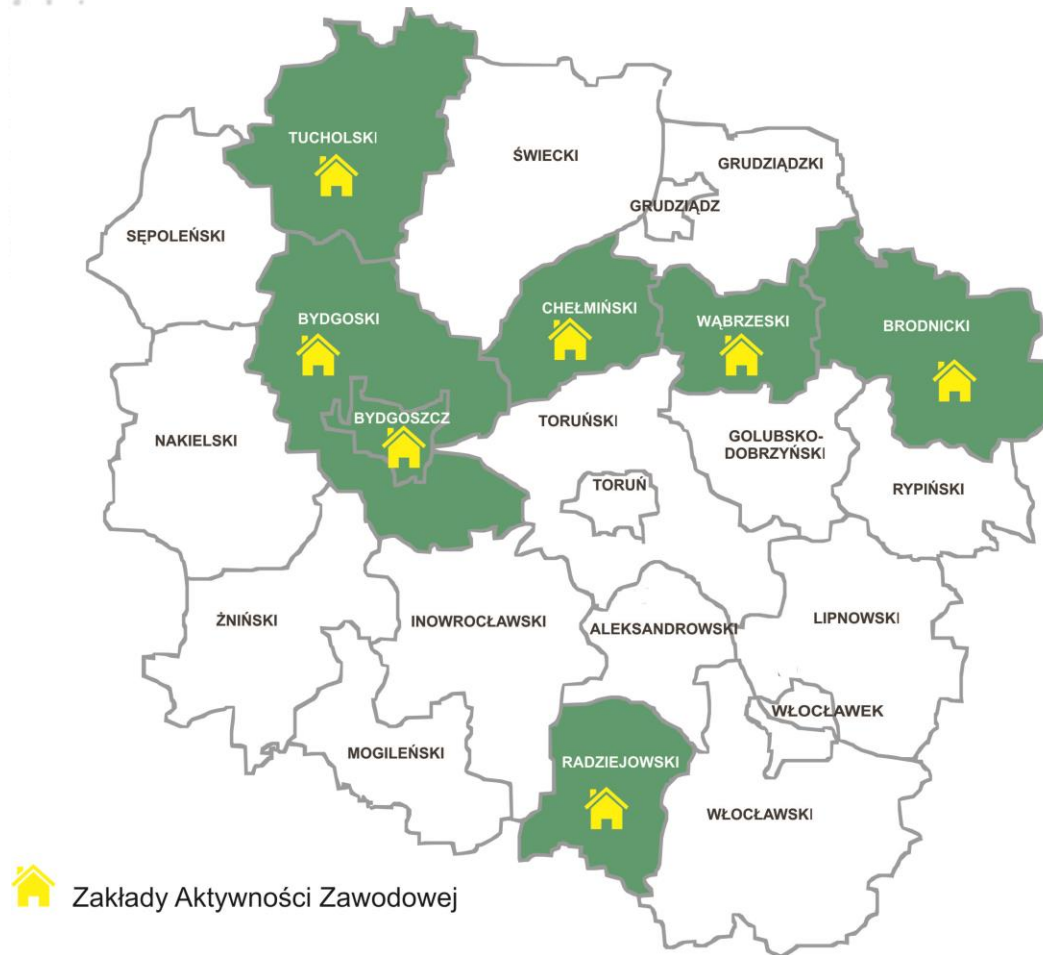 TUCHOLSKI
ŚWIECKI
GRUDZIĄDZKI
GRUDZIĄDZ
SĘPOLEŃSKI
BYDGOSKI
CHEŁMIŃSKI
WĄBRZESKI
BRODNICKI
BYDGOSZCZ
TORUŃSKI
NAKIELSKI
GOLUBSKO-
DOBRZYŃSKI
TORUŃ
RYPIŃSKI
ŻNIŃSKI
INOWROCŁAWSKI
ALEKSANDROWSKI
LIPNOWSKI
WŁOCŁAWEK
MOGILEŃSKI
RADZIEJOWSKI
WŁOCŁAWSKI
Zakłady Aktywności Zawodowej